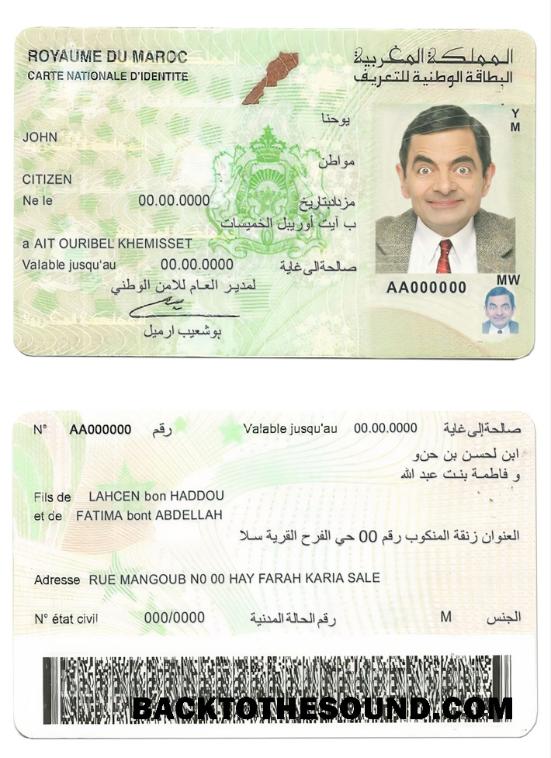 ROYAUME DU MAROC
المملكة المغربية
CARTE NATIONALE D'IDENTITE
البطاقة الوطنية للتعريف
Y
M
يوحنا
JOHN
مواطن
CITIZEN
Ne le 00.00.0000 مزدادبتاريخ
ب آيت أوريبل الخميسات
a AIT OURIBEL KHEMISSET
Valable jusqu'au 00.00.0000 صالحةالى غاية
لمدير العام للامن الوطني
بوشعيب ارميل
AA000000
MW
N° AA000000 رقم Valable jusqu'au 00.00.0000 صالحةإلى غاية
ابن لحسن بن حدو
و فاطمة بنت عبد الله
Fils de LAHCEN bon HADDOU
et de FATIMA bont ABDELLAH
العنوان زنقة المنكوب رقم 00 حي الفرح القرية سلا
Adresse RUE MANGOUB N0 00 HAY FARAH KARIA SALE
N° état civil 000/0000 رقم الحالة المدنية M الجنس
BACKTOTHESOUND.COM